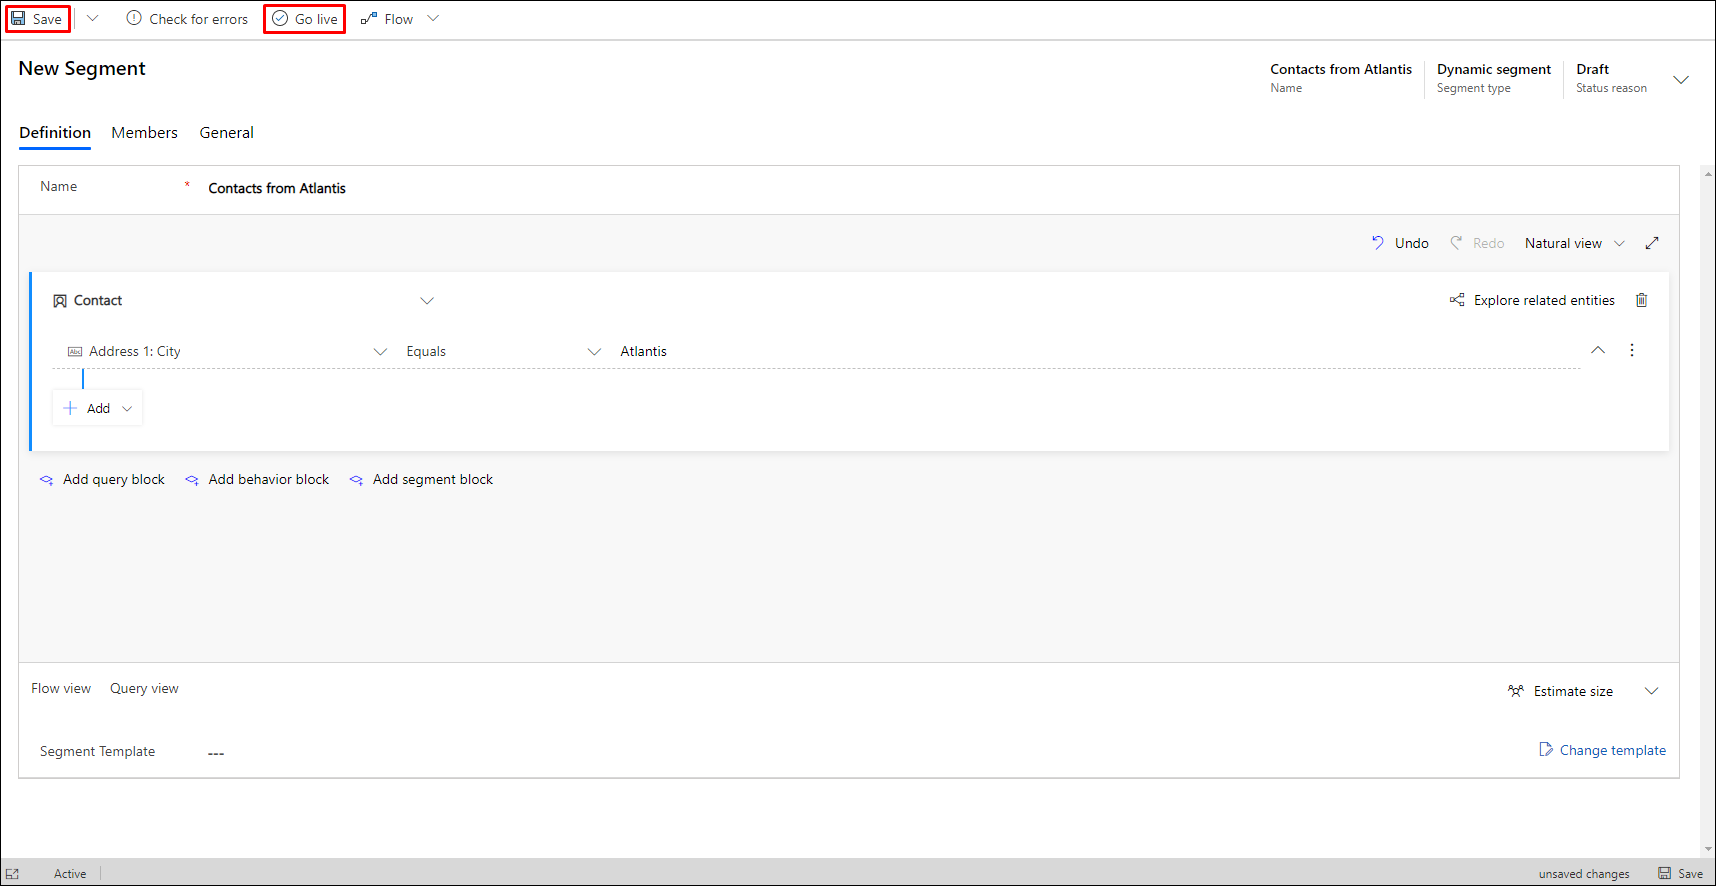 Save Check for errors Go live Flow
New Segment
Contacts from Atlantis Dynamic segment Draft
Name Segment type Status reason
Definition Members General
Name * Contacts from Atlantis
Undo Redo Natural view
Contact Explore related entities
Abc Address 1: City Equals Atlantis
Add
Add query block Add behavior block Add segment block
Flow view Query view Estimate size
Segment Template --- Change template
Active unsaved changes Save